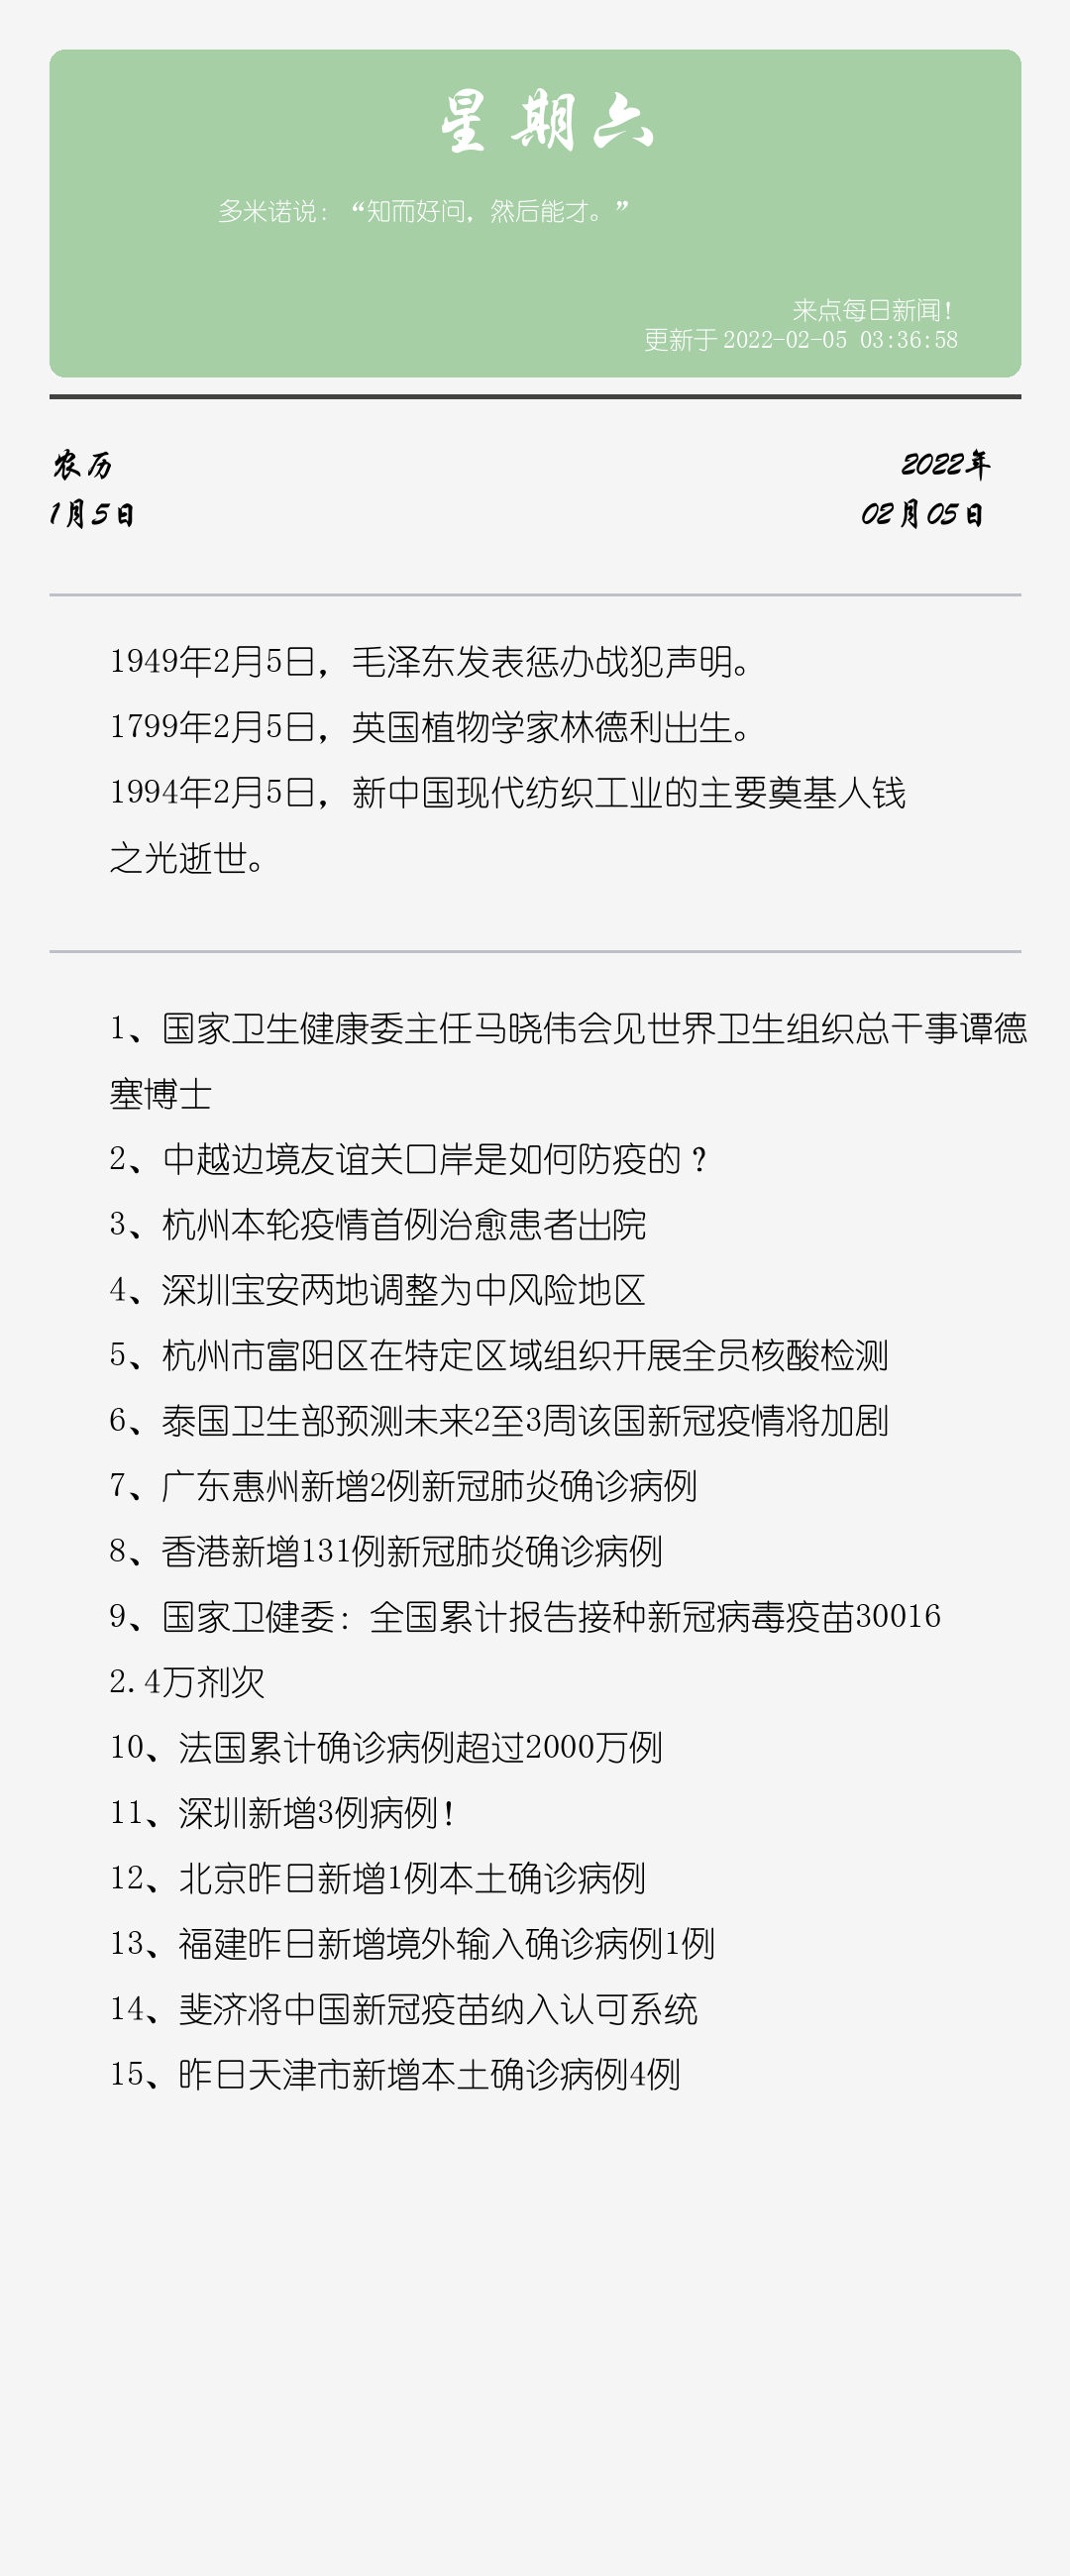 星期六
多米诺说：“知而好问，然后能才。”
来点每日新闻！
更新于 2022-02-05 03:36:58
农历
2022年
1月5日
02月05日
1949年2月5日，毛泽东发表惩办战犯声明。
1799年2月5日，英国植物学家林德利出生。
1994年2月5日，新中国现代纺织工业的主要奠基人钱
之光逝世。
1、国家卫生健康委主任马晓伟会见世界卫生组织总干事谭德
塞博士
2、中越边境友谊关口岸是如何防疫的？
3、杭州本轮疫情首例治愈患者出院
4、深圳宝安两地调整为中风险地区
5、杭州市富阳区在特定区域组织开展全员核酸检测
6、泰国卫生部预测未来2至3周该国新冠疫情将加剧
7、广东惠州新增2例新冠肺炎确诊病例
8、香港新增131例新冠肺炎确诊病例
9、国家卫健委：全国累计报告接种新冠病毒疫苗30016
2.4万剂次
10、法国累计确诊病例超过2000万例
11、深圳新增3例病例！
12、北京昨日新增1例本土确诊病例
13、福建昨日新增境外输入确诊病例1例
14、斐济将中国新冠疫苗纳入认可系统
15、昨日天津市新增本土确诊病例4例